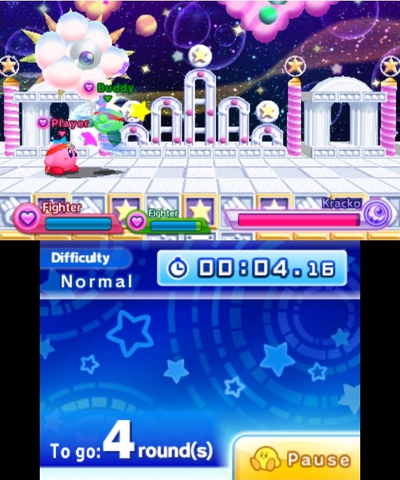 Buddy
Player
Fighter
Fighter
Kracko
Difficulty
Normal
00:04.16
To go: 4 round(s)
Pause